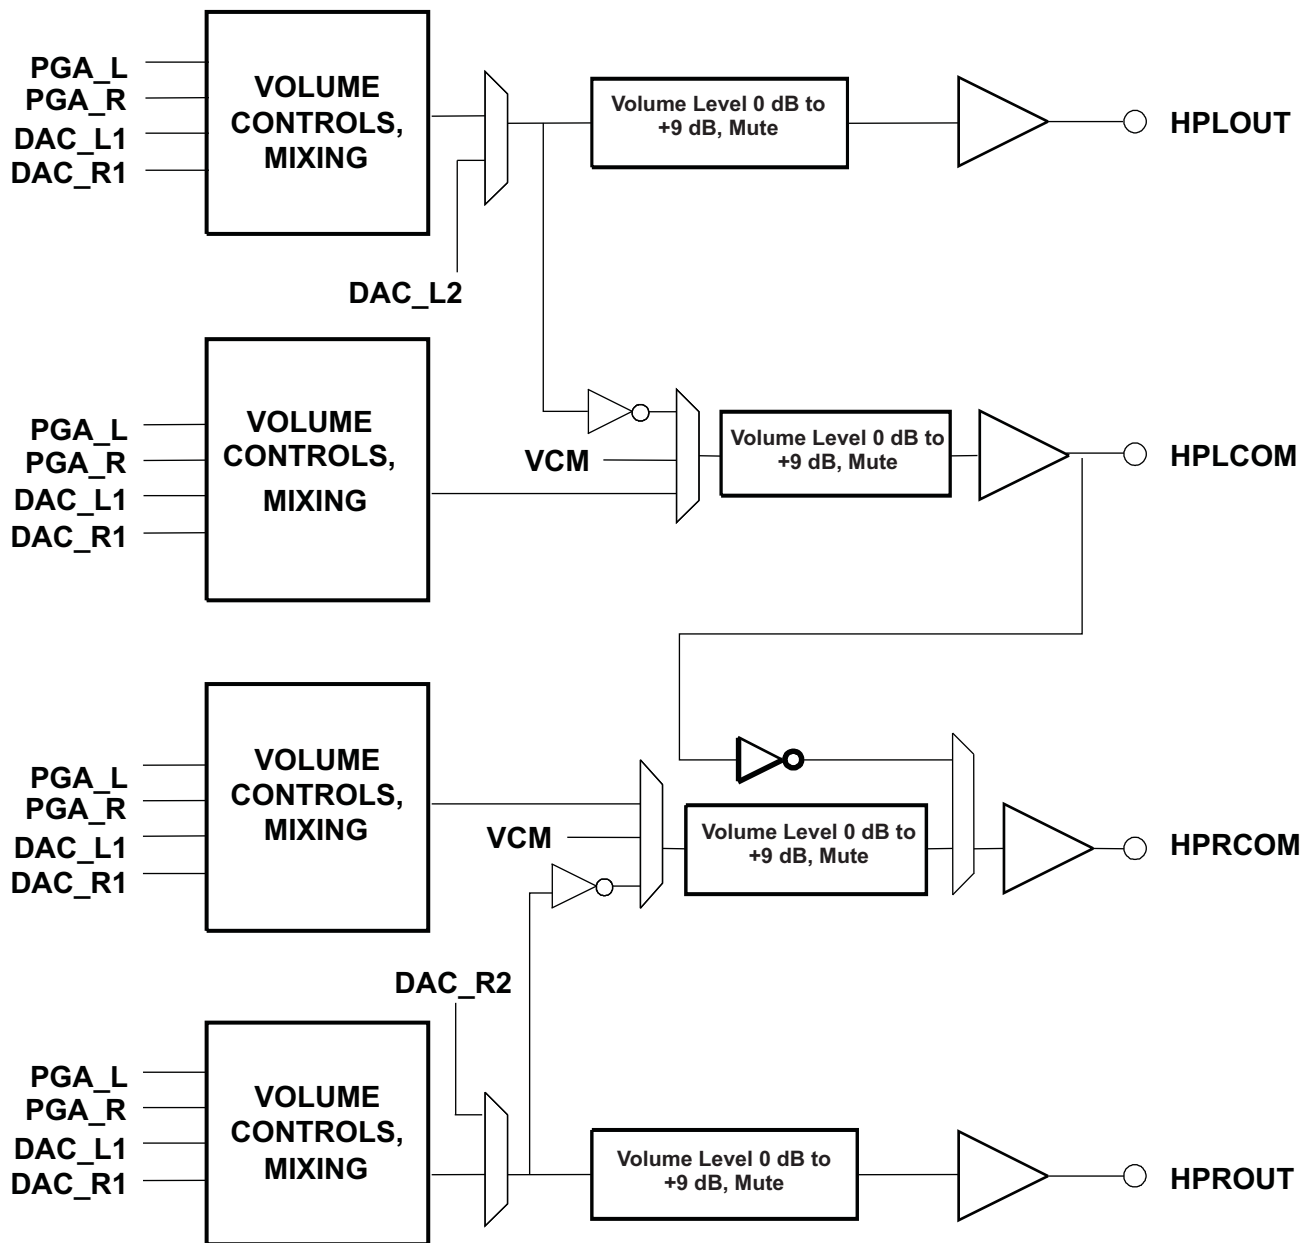 PGA_L
PGA_R
DAC_L1
DAC_R1
VOLUME
CONTROLS,
MIXING
DAC_L2
Volume Level 0 dB to
+9 dB, Mute
HPLOUT
PGA_L
PGA_R
DAC_L1
DAC_R1
VOLUME
CONTROLS,
MIXING
VCM
Volume Level 0 dB to
+9 dB, Mute
HPLCOM
PGA_L
PGA_R
DAC_L1
DAC_R1
VOLUME
CONTROLS,
MIXING
VCM
Volume Level 0 dB to
+9 dB, Mute
HPRCOM
DAC_R2
PGA_L
PGA_R
DAC_L1
DAC_R1
VOLUME
CONTROLS,
MIXING
Volume Level 0 dB to
+9 dB, Mute
HPROUT